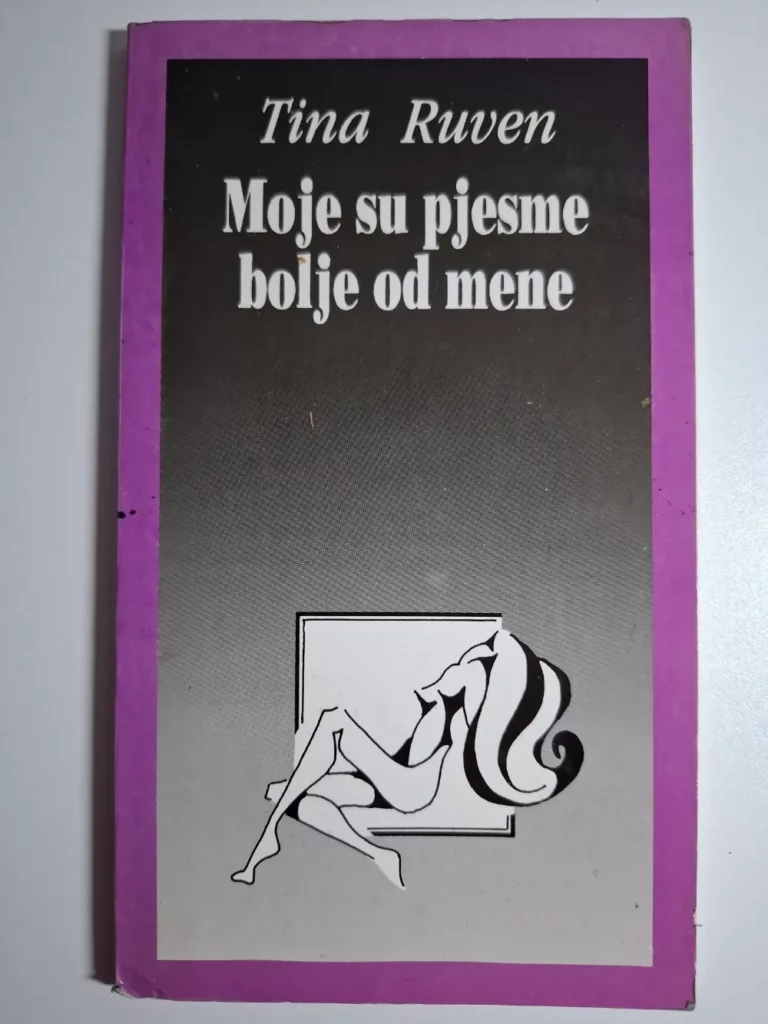 Tina Ruven
Moje su pjesme
bolje od mene